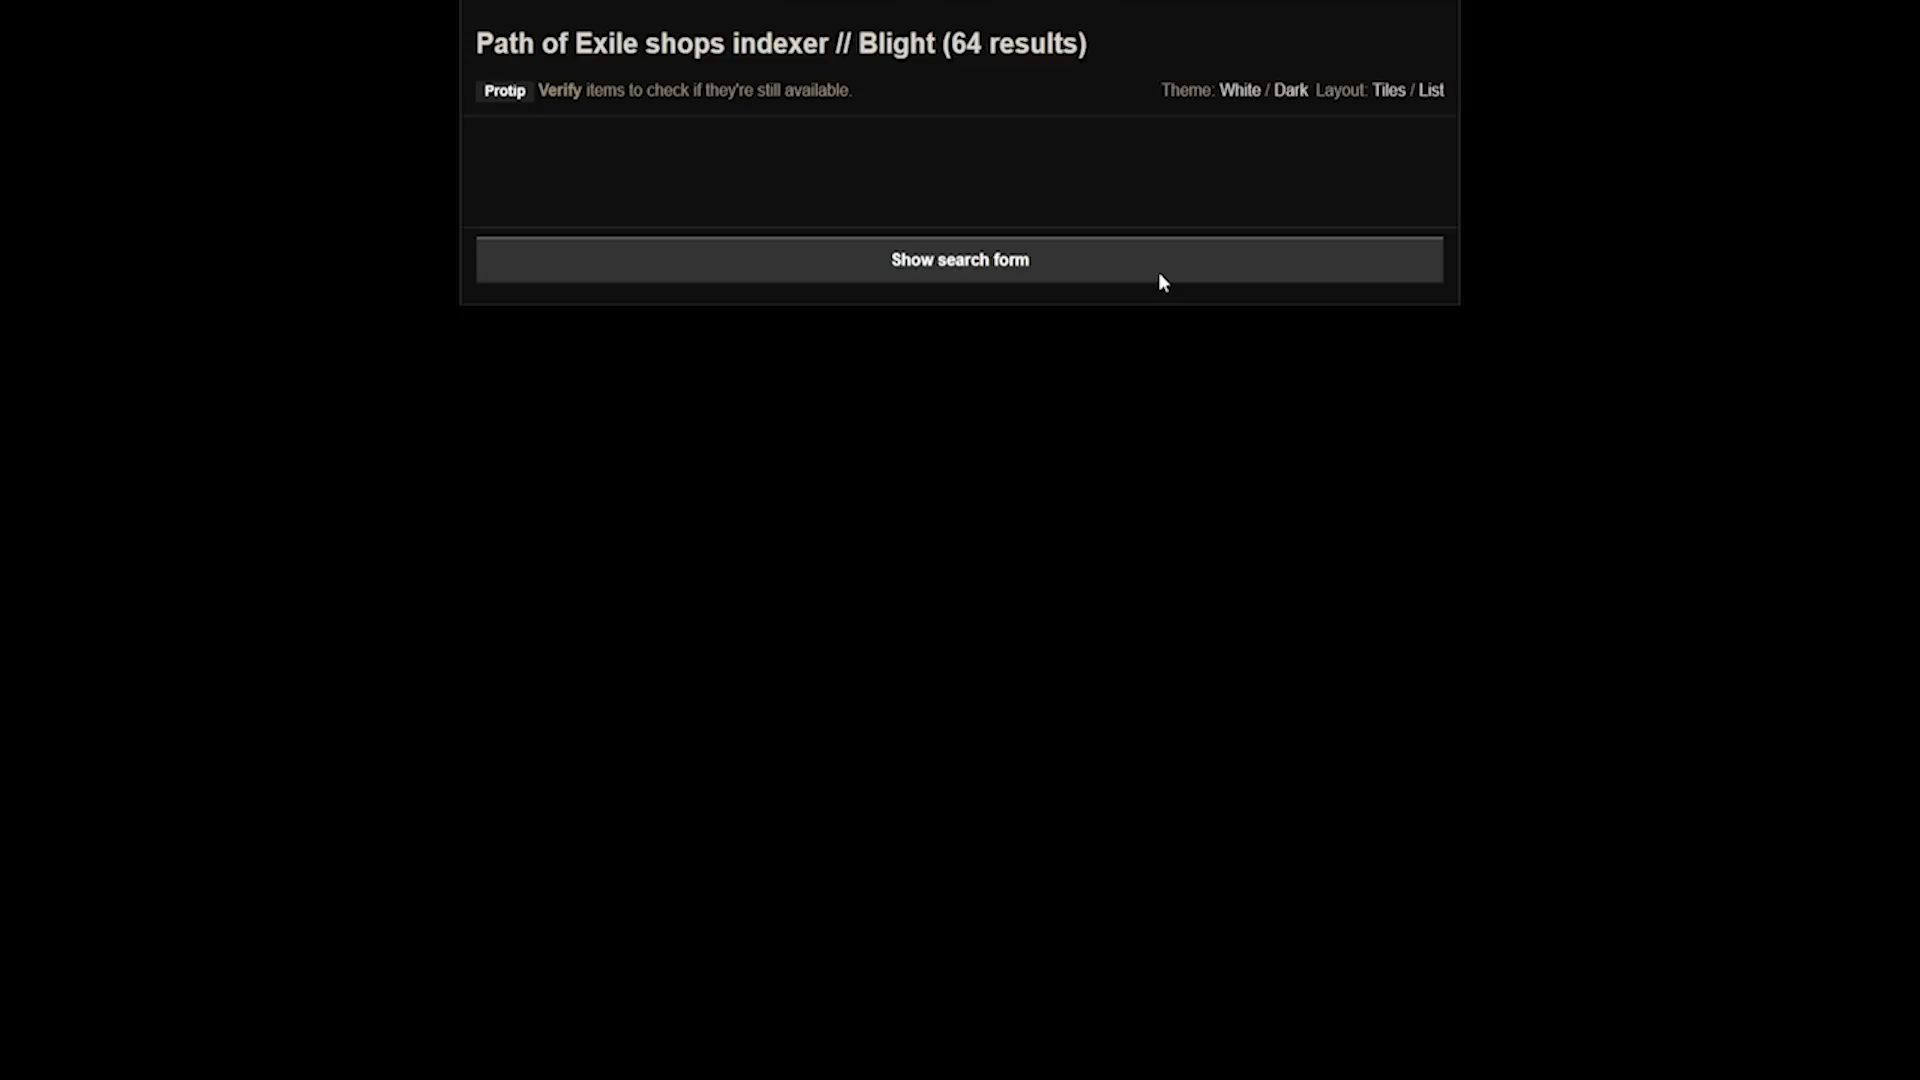 Path of Exile shops indexer // Blight (64 results)
Protip Verify items to check if they're still available. Theme: White / Dark Layout: Tiles / List
Show search form